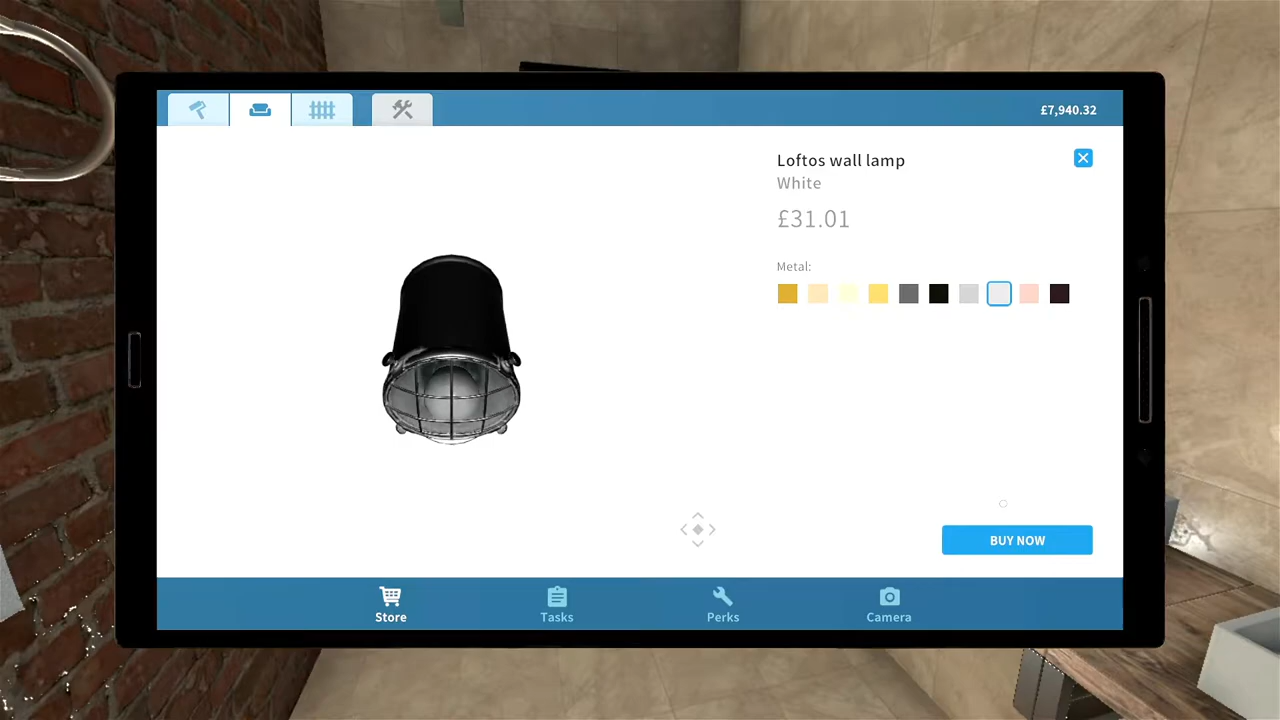 £7,940.32
Loftos wall lamp
White
£31.01
Metal:
BUY NOW
Store
Tasks
Perks
Camera